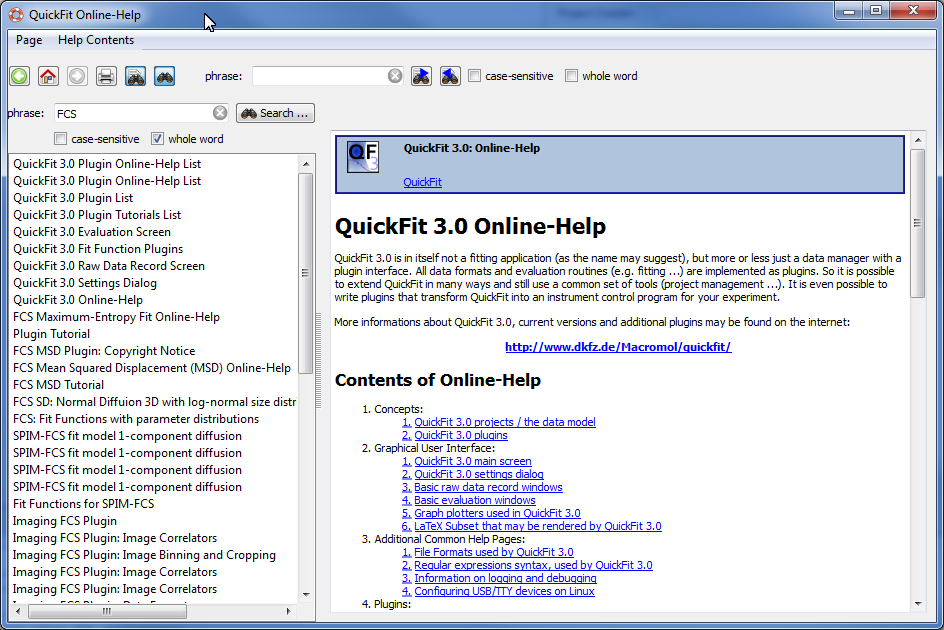 QuickFit Online-Help
Page Help Contents
phrase: case-sensitive whole word
phrase: FCS Search ...
case-sensitive whole word
QuickFit 3.0 Plugin Online-Help List
QuickFit 3.0 Plugin Online-Help List
QuickFit 3.0 Plugin List
QuickFit 3.0 Plugin Tutorials List
QuickFit 3.0 Evaluation Screen
QuickFit 3.0 Fit Function Plugins
QuickFit 3.0 Raw Data Record Screen
QuickFit 3.0 Settings Dialog
QuickFit 3.0 Online-Help
FCS Maximum-Entropy Fit Online-Help
Plugin Tutorial
FCS MSD Plugin: Copyright Notice
FCS Mean Squared Displacement (MSD) Online-Help
FCS MSD Tutorial
FCS SD: Normal Diffuion 3D with log-normal size distr
FCS: Fit Functions with parameter distributions
SPIM-FCS fit model 1-component diffusion
SPIM-FCS fit model 1-component diffusion
SPIM-FCS fit model 1-component diffusion
SPIM-FCS fit model 1-component diffusion
Fit Functions for SPIM-FCS
Imaging FCS Plugin
Imaging FCS Plugin: Image Correlators
Imaging FCS Plugin: Image Binning and Cropping
Imaging FCS Plugin: Image Correlators
Imaging FCS Plugin: Image Correlators
QF
3
QuickFit 3.0: Online-Help
QuickFit
QuickFit 3.0 Online-Help
QuickFit 3.0 is in itself not a fitting application (as the name may suggest), but more or less just a data manager with a
plugin interface. All data formats and evaluation routines (e.g. fitting ...) are implemented as plugins. So it is possible
to extend QuickFit in many ways and still use a common set of tools (project management ...). It is even possible to
write plugins that transform QuickFit into an instrument control program for your experiment.
More informations about QuickFit 3.0, current versions and additional plugins may be found on the internet:
http://www.dkfz.de/Macromol/quickfit/
Contents of Online-Help
1. Concepts:
1. QuickFit 3.0 projects / the data model
2. QuickFit 3.0 plugins
2. Graphical User Interface:
1. QuickFit 3.0 main screen
2. QuickFit 3.0 settings dialog
3. Basic raw data record windows
4. Basic evaluation windows
5. Graph plotters used in QuickFit 3.0
6. LaTeX Subset that may be rendered by QuickFit 3.0
3. Additional Common Help Pages:
1. File Formats used by QuickFit 3.0
2. Regular expressions syntax, used by QuickFit 3.0
3. Information on logging and debugging
4. Configuring USB/TTY devices on Linux
4. Plugins: